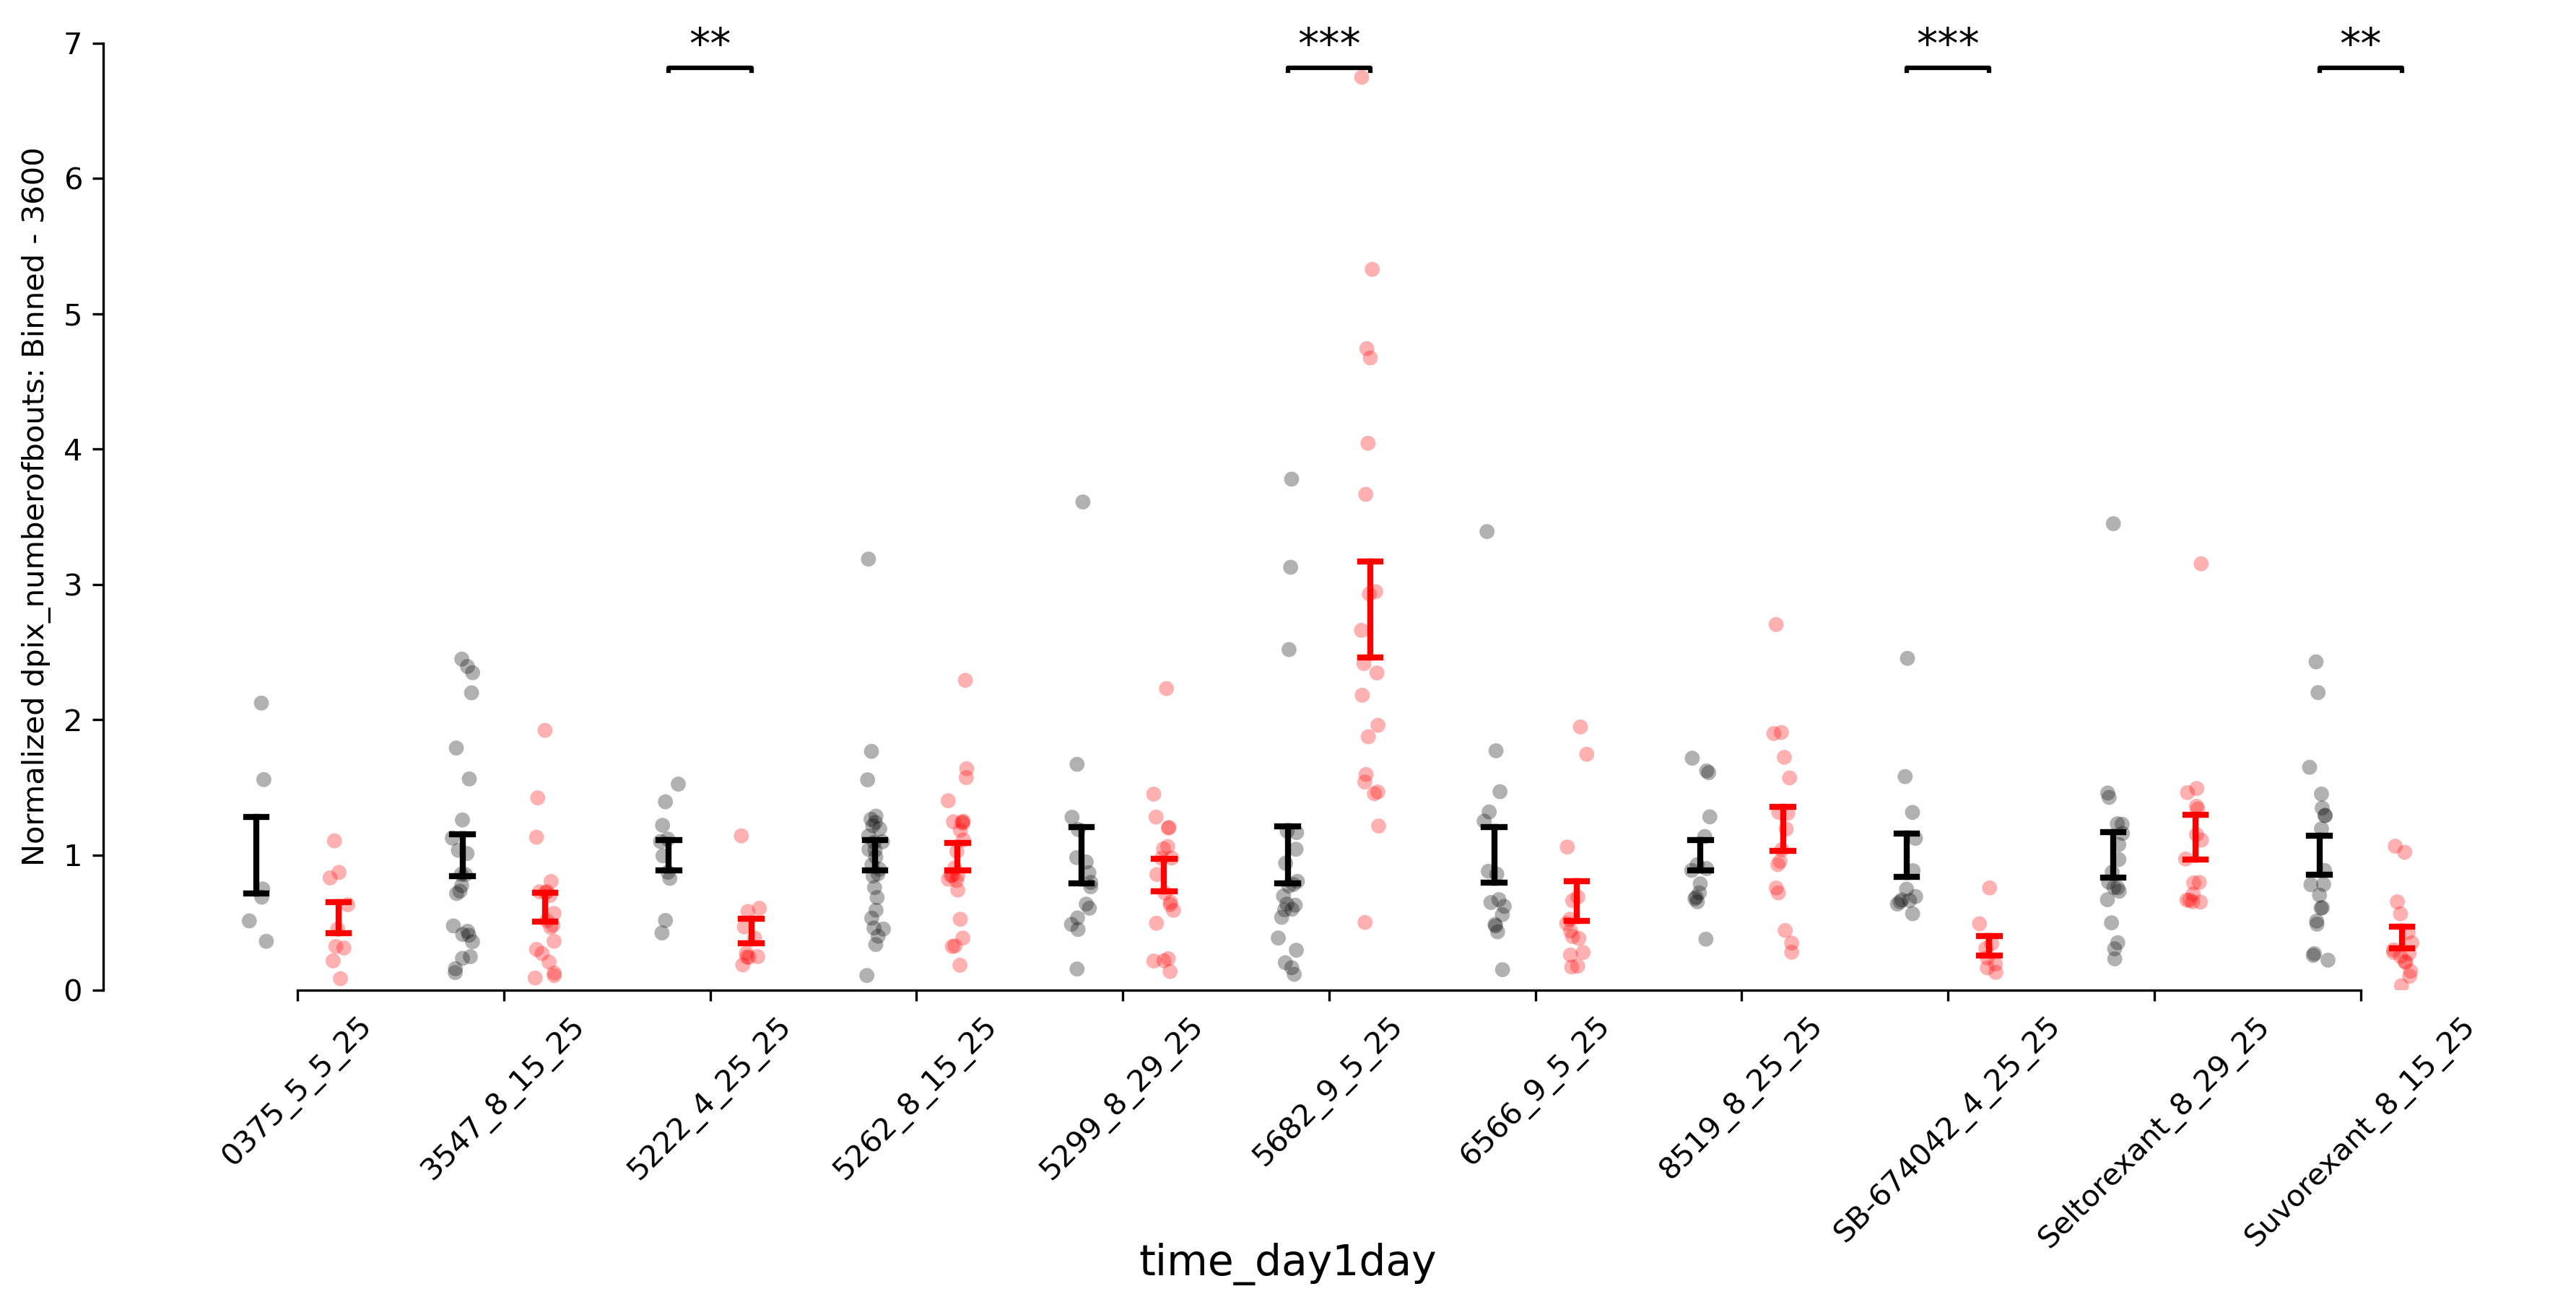 ** *** *** **
7
6
5
4
3
2
1
0
Normalized dpix_numberofbouts: Binned - 3600
0375_5_5_25
3547_8_15_25
5222_4_25_25
5262_8_15_25
5299_8_29_25
5682_9_5_25
6566_9_5_25
8519_8_25_25
SB-674042_4_25_25
Seltorexant_8_29_25
Suvorexant_8_15_25
time_day1day